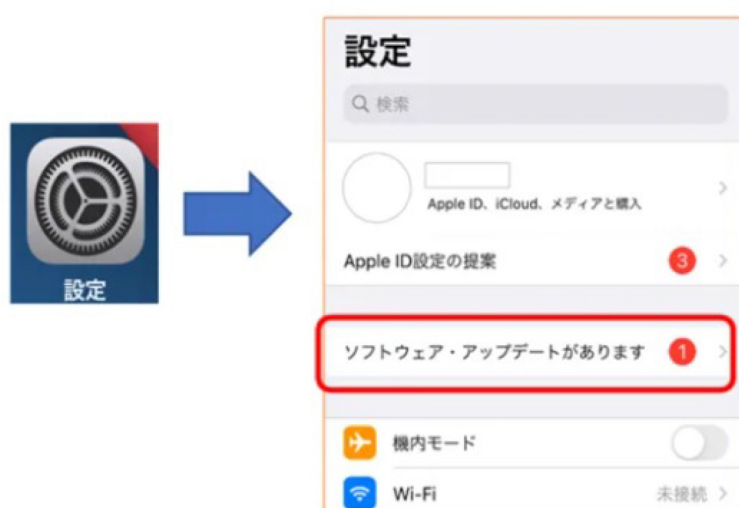 設定
設定
検索
Apple ID、iCloud、メディアと購入
Apple ID設定の提案 3
ソフトウェア・アップデートがあります 1
機内モード
Wi-Fi 未接続